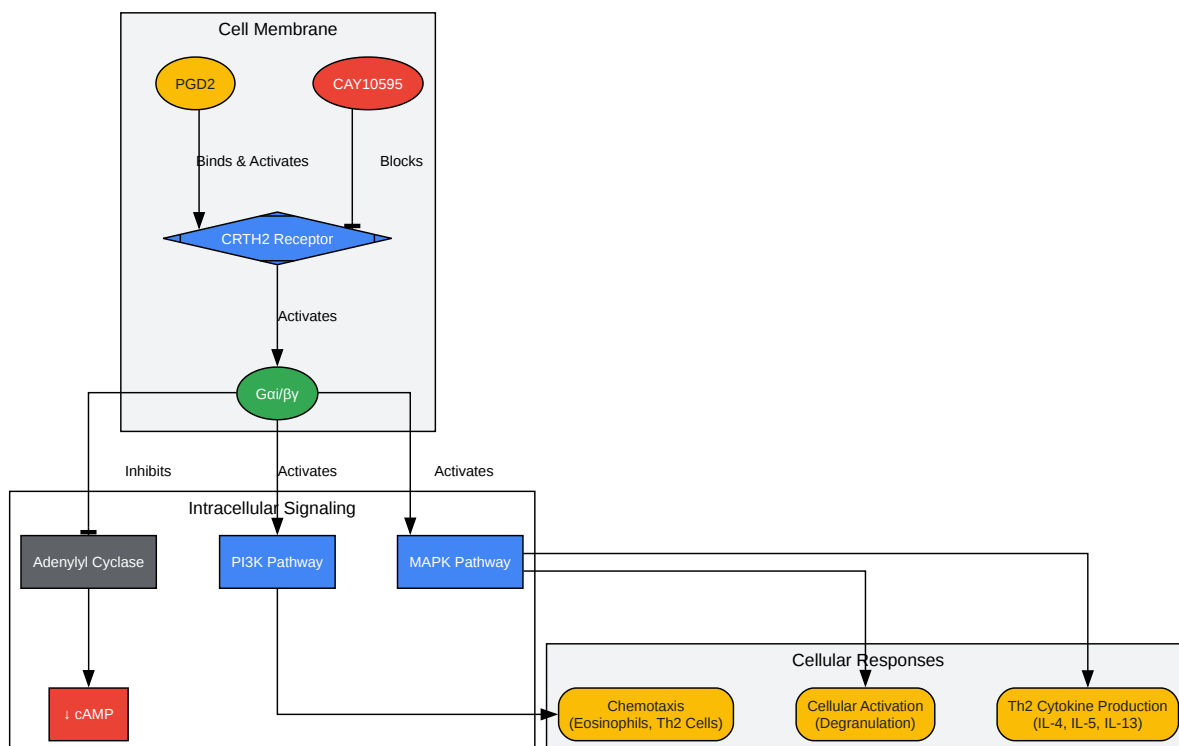 Cell Membrane
PGD2
CAY10595
Binds & Activates
Blocks
CRTH2 Receptor
Activates
Gαi/βγ
Inhibits
Activates
Activates
Intracellular Signaling
Adenylyl Cyclase
PI3K Pathway
MAPK Pathway
Cellular Responses
↓ cAMP
Chemotaxis
(Eosinophils, Th2 Cells)
Cellular Activation
(Degranulation)
Th2 Cytokine Production
(IL-4, IL-5, IL-13)